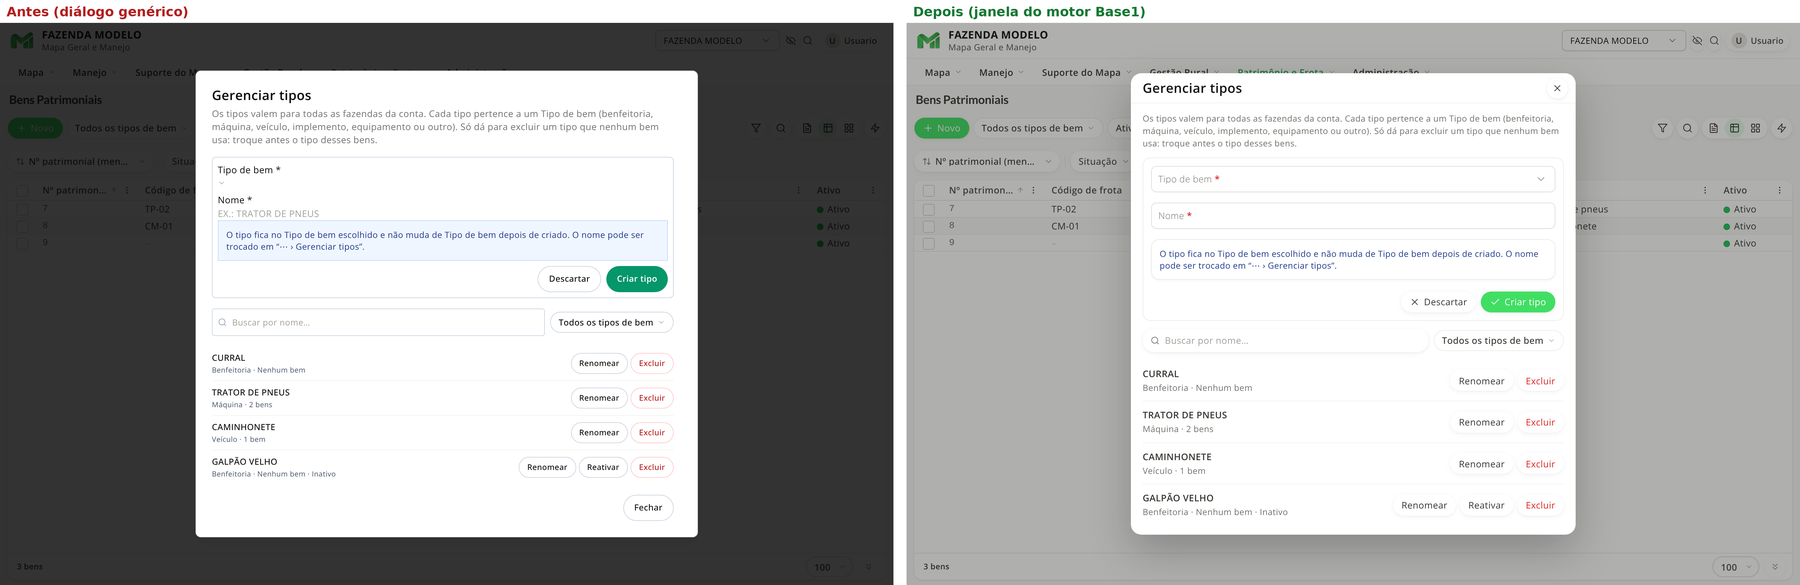 Antes (diálogo genérico)
FAZENDA MODELO
Mapa Geral e Manejo
FAZENDA MODELO
U Usuario
Mapa
Manejo
Suporte do M
Bens Patrimoniais
+ Novo
Todos os tipos de bem
Nº patrimonial (men...
Situa
Nº patrimon...
Código de f
Ativo
7
TP-02
Ativo
8
CM-01
Ativo
9
Ativo
3 bens
100
Gerenciar tipos
Os tipos valem para todas as fazendas da conta. Cada tipo pertence a um Tipo de bem (benfeitoria,
máquina, veículo, implemento, equipamento ou outro). Só dá para excluir um tipo que nenhum bem
usa: troque antes o tipo desses bens.
Tipo de bem *
Nome *
EX.: TRATOR DE PNEUS
O tipo fica no Tipo de bem escolhido e não muda de Tipo de bem depois de criado. O nome pode ser
trocado em “··· › Gerenciar tipos”.
Descartar
Criar tipo
Buscar por nome...
Todos os tipos de bem
CURRAL
Benfeitoria · Nenhum bem
Renomear
Excluir
TRATOR DE PNEUS
Máquina · 2 bens
Renomear
Excluir
CAMINHONETE
Veículo · 1 bem
Renomear
Excluir
GALPÃO VELHO
Benfeitoria · Nenhum bem · Inativo
Renomear
Reativar
Excluir
Fechar
Depois (janela do motor Base1)
FAZENDA MODELO
Mapa Geral e Manejo
FAZENDA MODELO
U Usuario
Mapa
Manejo
Suporte do Mapa
Gestão Rural
Patrimônio e Frota
Administração
Bens Patrimoniais
+ Novo
Todos os tipos de bem
Ativ
Nº patrimonial (men...
Situação
Nº patrimon...
Código de frota
Ativo
7
TP-02
e pneus
Ativo
8
CM-01
nete
Ativo
9
-
Ativo
3 bens
100
Gerenciar tipos
Os tipos valem para todas as fazendas da conta. Cada tipo pertence a um Tipo de bem (benfeitoria,
máquina, veículo, implemento, equipamento ou outro). Só dá para excluir um tipo que nenhum bem
usa: troque antes o tipo desses bens.
Tipo de bem *
Nome *
O tipo fica no Tipo de bem escolhido e não muda de Tipo de bem depois de criado. O nome
pode ser trocado em “··· › Gerenciar tipos”.
Descartar
Criar tipo
Buscar por nome...
Todos os tipos de bem
CURRAL
Benfeitoria · Nenhum bem
Renomear
Excluir
TRATOR DE PNEUS
Máquina · 2 bens
Renomear
Excluir
CAMINHONETE
Veículo · 1 bem
Renomear
Excluir
GALPÃO VELHO
Benfeitoria · Nenhum bem · Inativo
Renomear
Reativar
Excluir